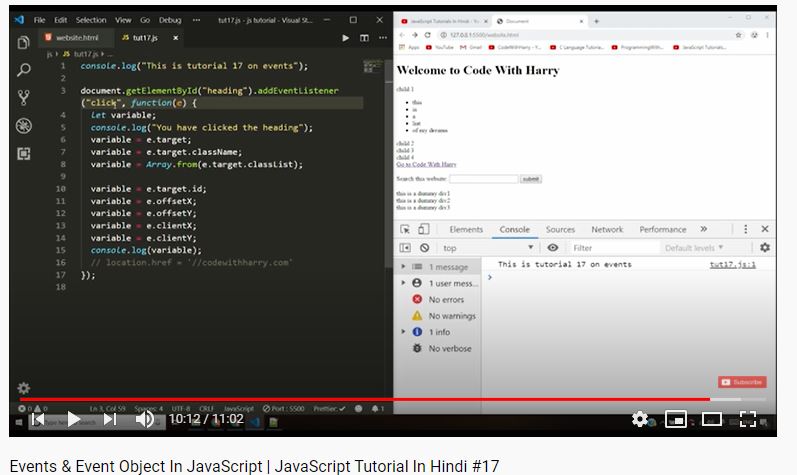 File Edit Selection View Go Debug ··· tut17.js - js tutorial - Visual St...
website.html JS tut17.js ×
js › JS tut17.js › ...
1 console.log("This is tutorial 17 on events");
2
3 document.getElementById("heading").addEventListener
("click", function(e) {
4 let variable;
5 console.log("You have clicked the heading");
6 variable = e.target;
7 variable = e.target.className;
8 variable = Array.from(e.target.classList);
9
10 variable = e.target.id;
11 variable = e.offsetX;
12 variable = e.offsetY;
13 variable = e.clientX;
14 variable = e.clientY;
15 console.log(variable);
16 // location.href = '//codewithharry.com'
17 });
18
0 0 Ln 3, Col 59 Spaces: 4 UTF-8 CRLF JavaScript Port : 5500 Prettier: ✓ 1
JavaScript Tutorials In Hindi Document
127.0.0.1:5500/website.html
Apps YouTube Gmail CodeWithHarry - Y... C Language Tutoria... ProgrammingWith... JavaScript Tutorials...
Welcome to Code With Harry
child 1
this
is
a
list
of my dreams
child 2
child 3
child 4
Go to Code With Harry
Search this website: submit
this is a dummy div1
this is a dummy div2
this is a dummy div3
Elements Console Sources Network Performance »
top Filter Default levels ▼
1 message
1 user mess...
No errors
No warnings
1 info
No verbose
This is tutorial 17 on events tut17.js:1
Subscribe
10:12 / 11:02
Events & Event Object In JavaScript | JavaScript Tutorial In Hindi #17